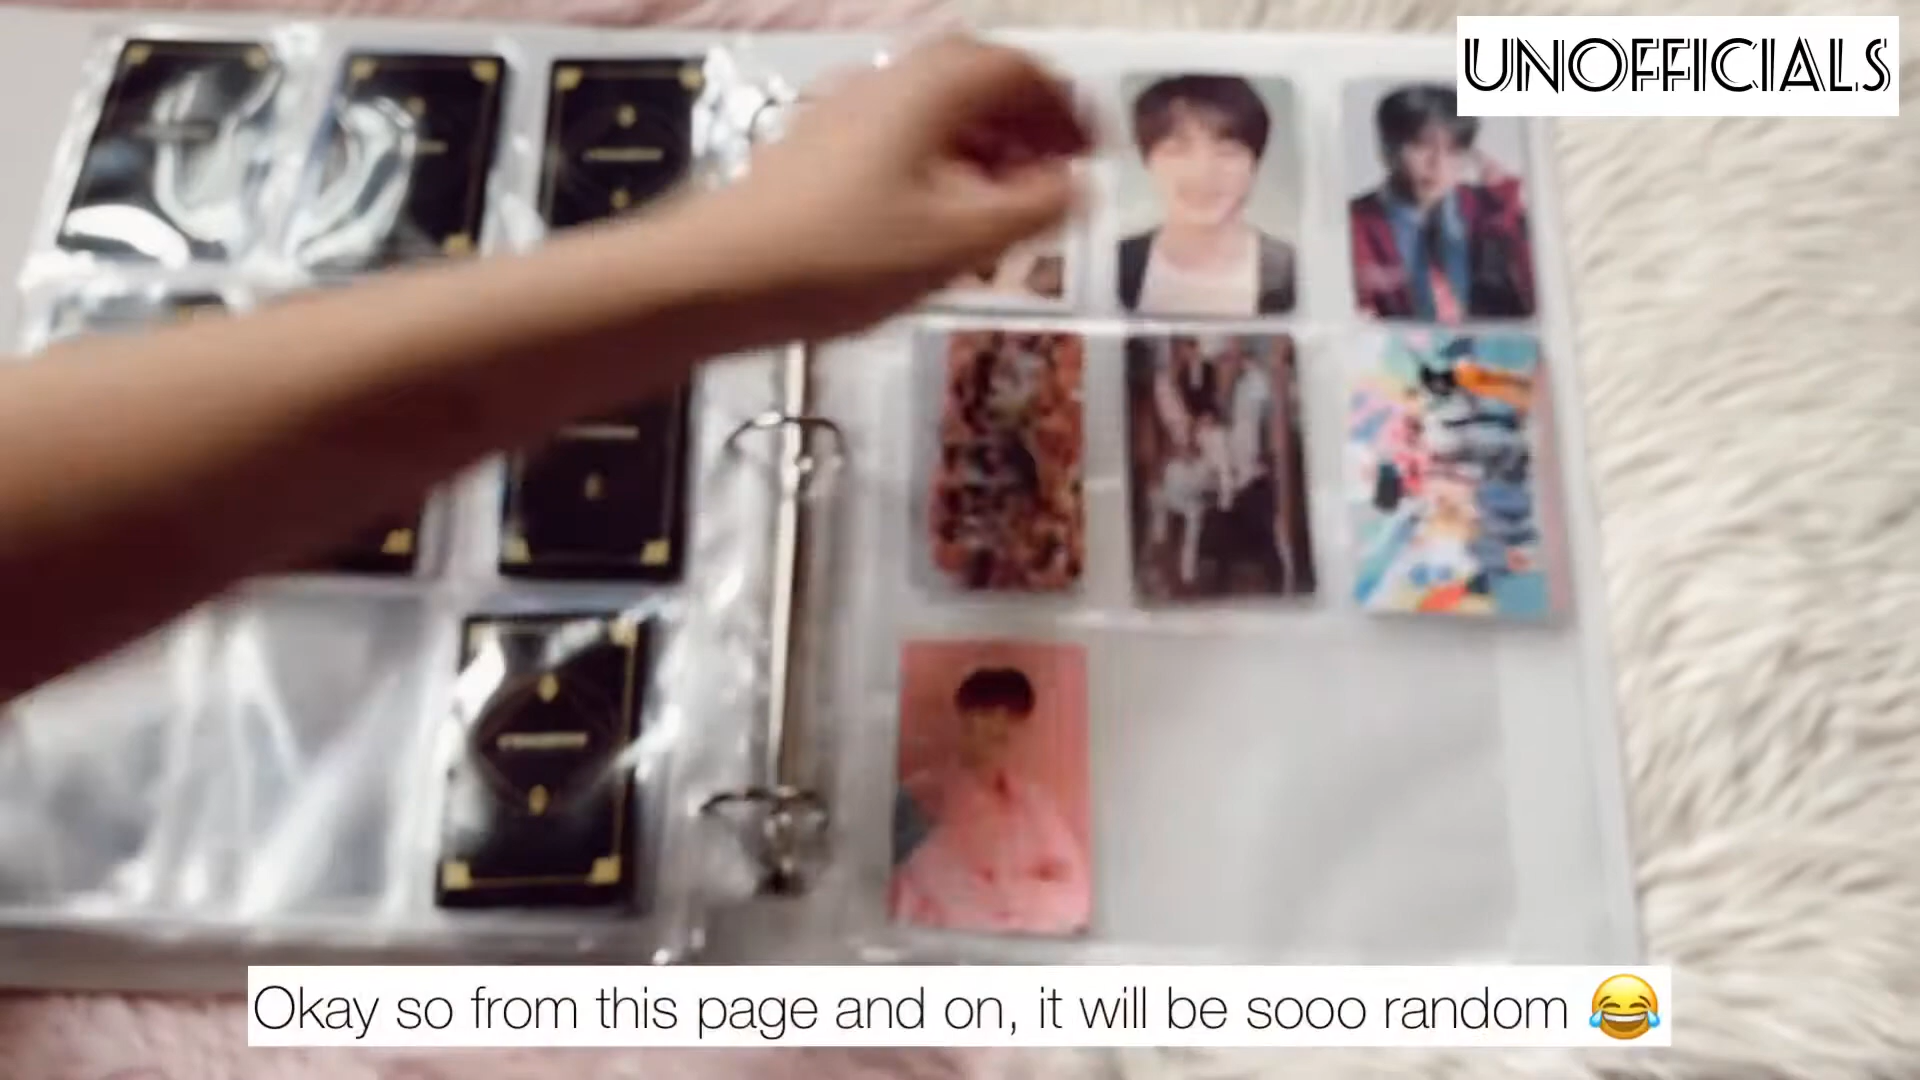 UNOFFICIALS
Okay so from this page and on, it will be sooo random 😂